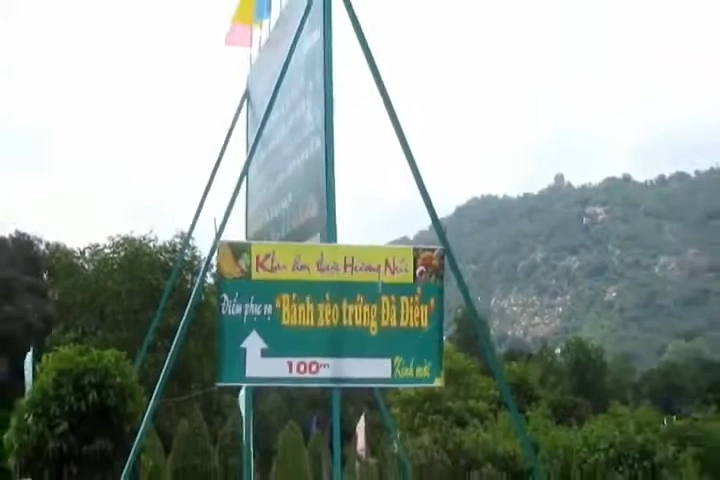 Khu ẩm thực Hương Núi
Điểm phục vụ "Bánh xèo trứng Đà Điểu"
100m
Kính mời